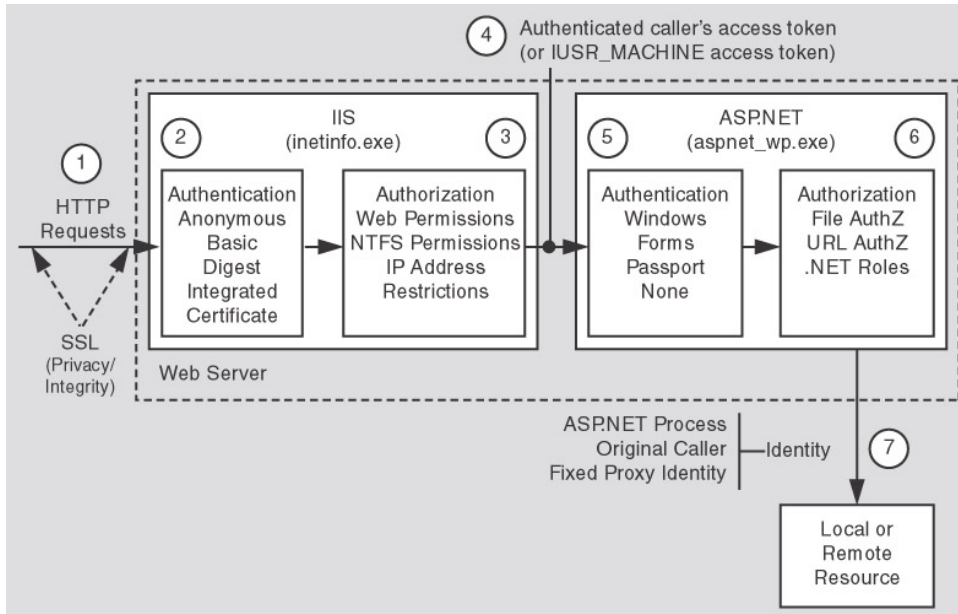 4
Authenticated caller's access token
(or IUSR_MACHINE access token)
IIS
(inetinfo.exe)
ASP.NET
(aspnet_wp.exe)
1
2
3
5
6
HTTP
Requests
Authentication
Anonymous
Basic
Digest
Integrated
Certificate
Authorization
Web Permissions
NTFS Permissions
IP Address
Restrictions
Authentication
Windows
Forms
Passport
None
Authorization
File AuthZ
URL AuthZ
.NET Roles
SSL
(Privacy/
Integrity)
Web Server
ASP.NET Process
Original Caller
Fixed Proxy Identity
Identity
7
Local or
Remote
Resource